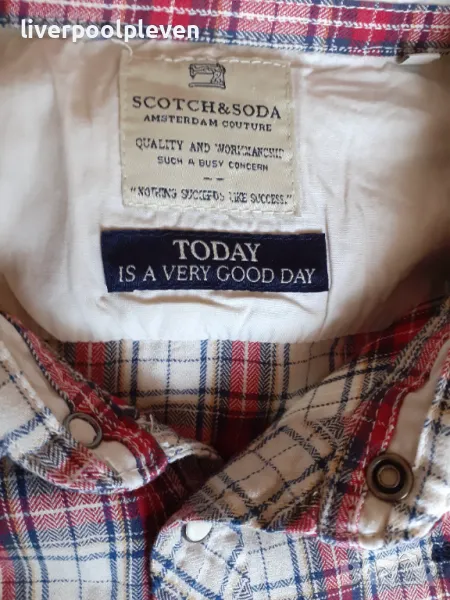 liverpoolpleven
SCOTCH&SODA
AMSTERDAM COUTURE
QUALITY AND WORKMANSHIP
SUCH A BUSY CONCERN
"NOTHING SUCCEEDS LIKE SUCCESS."
TODAY
IS A VERY GOOD DAY